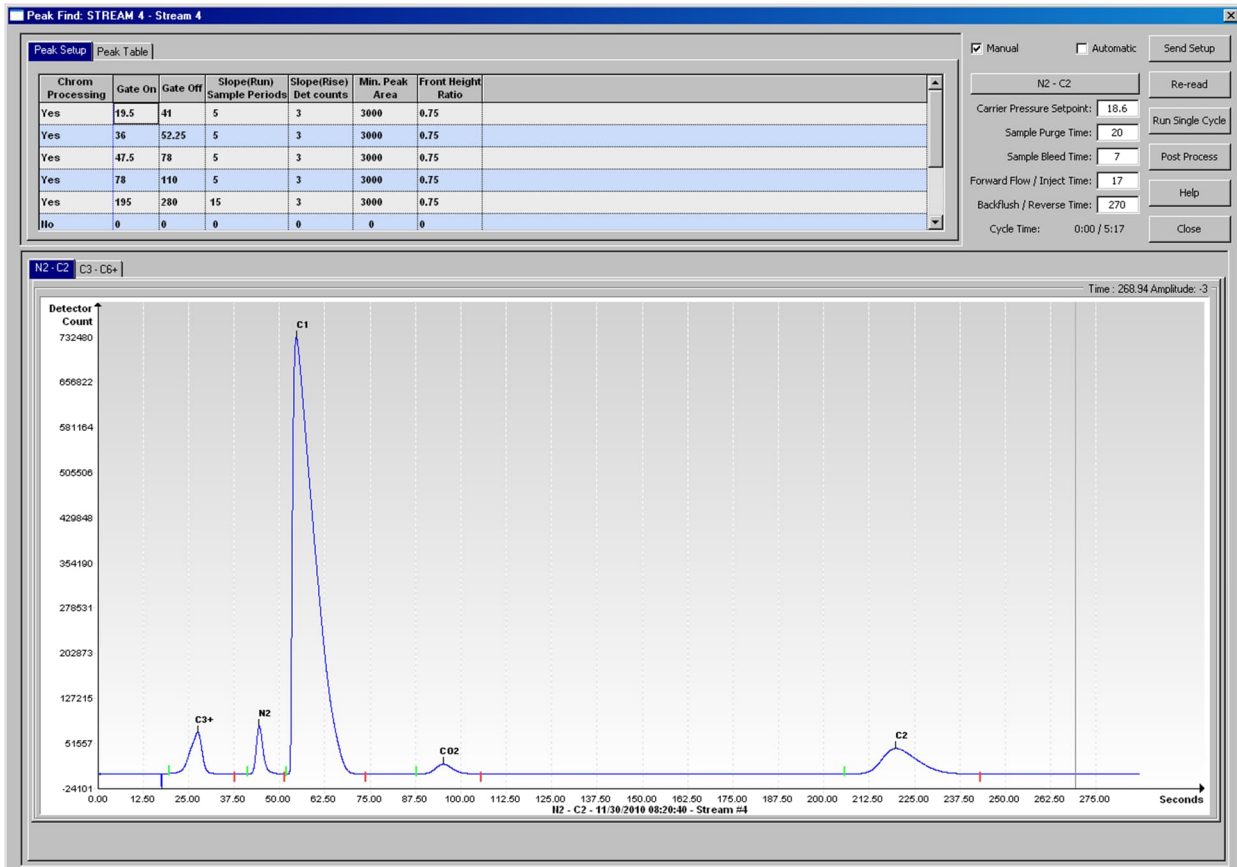 Peak Find: STREAM 4 - Stream 4
Peak Setup Peak Table
Chrom Processing Gate On Gate Off Slope(Run) Sample Periods Slope(Rise) Det counts Min. Peak Area Front Height Ratio
Yes 19.5 41 5 3 3000 0.75
Yes 36 52.25 5 3 3000 0.75
Yes 47.5 78 5 3 3000 0.75
Yes 78 110 5 3 3000 0.75
Yes 195 280 15 3 3000 0.75
No 0 0 0 0 0 0
Manual Automatic Send Setup
N2 - C2 Re-read
Carrier Pressure Setpoint: 18.6
Run Single Cycle
Sample Purge Time: 20
Sample Bleed Time: 7 Post Process
Forward Flow / Inject Time: 17
Help
Backflush / Reverse Time: 270
Cycle Time: 0:00 / 5:17 Close
N2 - C2 C3 - C6+
Time : 268.94 Amplitude: -3
Detector
Count
C1
732480
656822
581164
505506
429848
354190
278531
202873
127215
C3+ N2
C2
51557
CO2
-24101
0.00 12.50 25.00 37.50 50.00 62.50 75.00 87.50 100.00 112.50 125.00 137.50 150.00 162.50 175.00 187.50 200.00 212.50 225.00 237.50 250.00 262.50 275.00 Seconds
N2 - C2 - 11/30/2010 08:20:40 - Stream #4